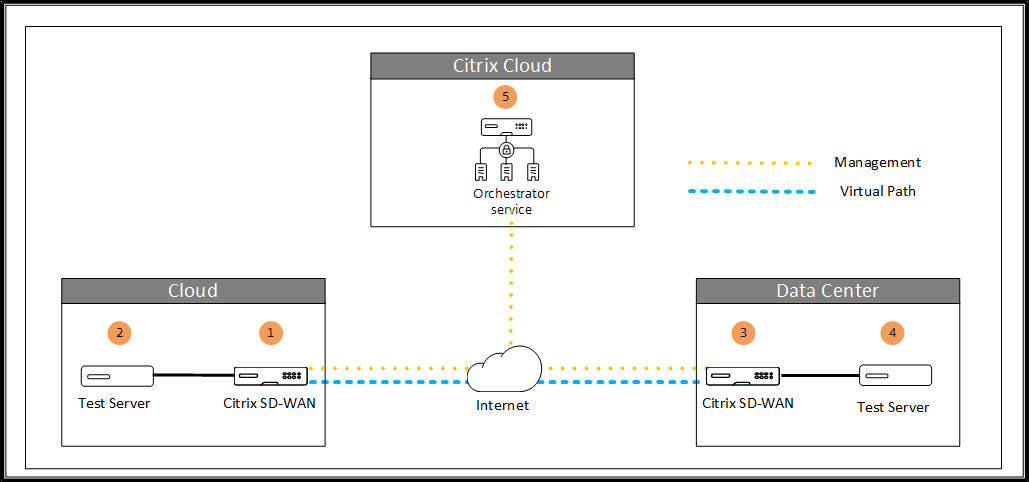 Citrix Cloud
5
Orchestrator
service
Management
Virtual Path
Cloud
2
1
Test Server
Citrix SD-WAN
Internet
Data Center
3
4
Citrix SD-WAN
Test Server